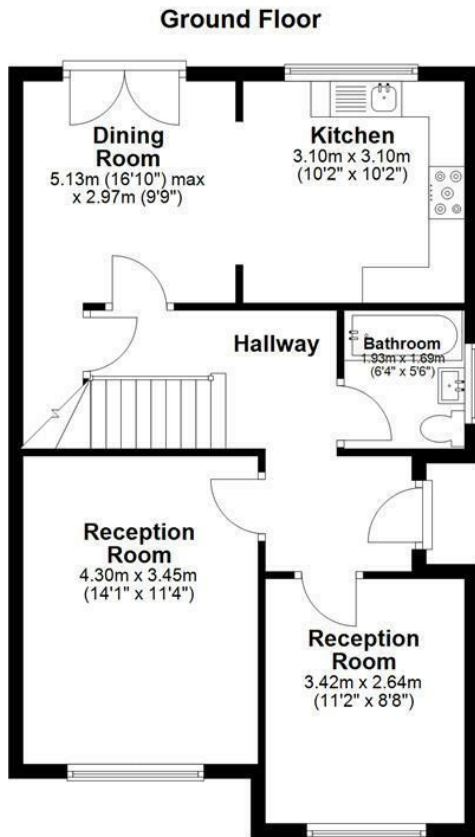 Ground Floor
Dining
Room
5.13m (16'10") max
x 2.97m (9'9")
Kitchen
3.10m x 3.10m
(10'2" x 10'2")
Hallway
Bathroom
1.93m x 1.69m
(6'4" x 5'6")
Reception
Room
4.30m x 3.45m
(14'1" x 11'4")
Reception
Room
3.42m x 2.64m
(11'2" x 8'8")